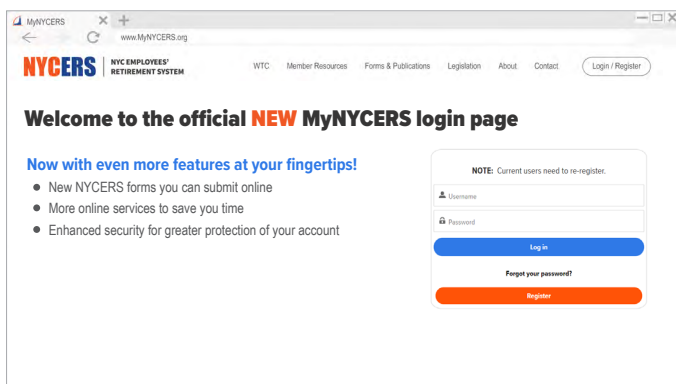 MyNYCERS
www.MyNYCERS.org
NYCERS NYC EMPLOYEES'
RETIREMENT SYSTEM
WTC Member Resources Forms & Publications Legislation About Contact Login / Register
Welcome to the official NEW MyNYCERS login page
Now with even more features at your fingertips!
New NYCERS forms you can submit online
More online services to save you time
Enhanced security for greater protection of your account
NOTE: Current users need to re-register.
Username
Password
Log in
Forgot your password?
Register